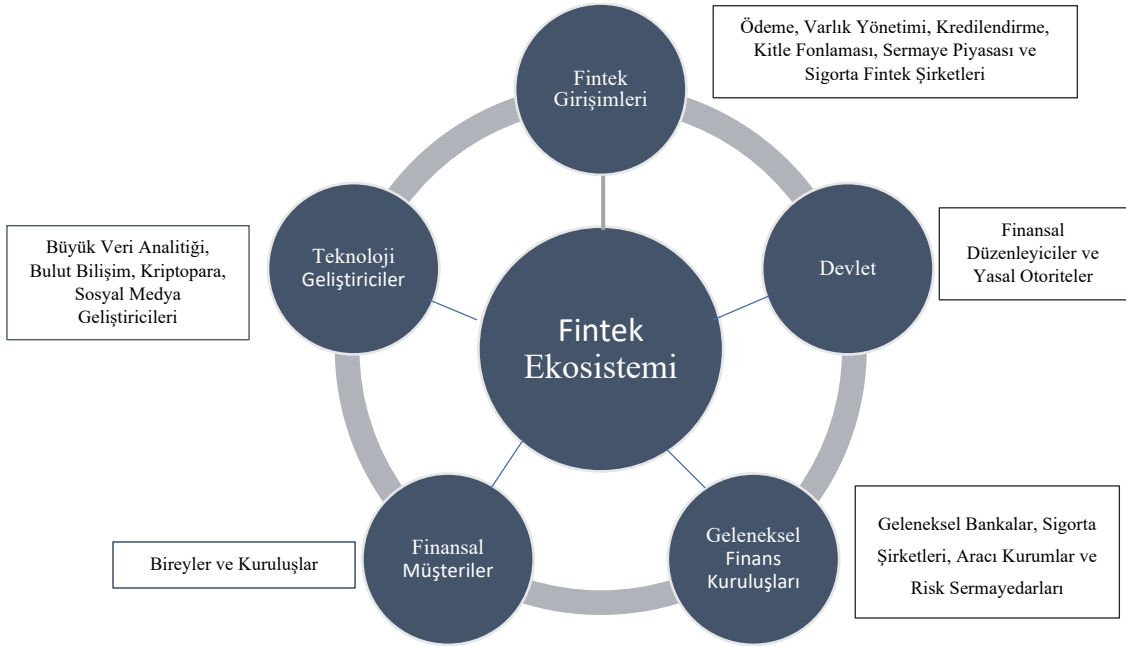 Fintek
Girişimleri
Ödeme, Varlık Yönetimi, Kredilendirme,
Kitle Fonlaması, Sermaye Piyasası ve
Sigorta Fintek Şirketleri
Büyük Veri Analitiği,
Bulut Bilişim, Kriptopara,
Sosyal Medya
Geliştiricileri
Teknoloji
Geliştiriciler
Devlet
Finansal
Düzenleyiciler ve
Yasal Otoriteler
Fintek
Ekosistemi
Bireyler ve Kuruluşlar
Finansal
Müşteriler
Geleneksel
Finans
Kuruluşları
Geleneksel Bankalar, Sigorta
Şirketleri, Aracı Kurumlar ve
Risk Sermayedarları